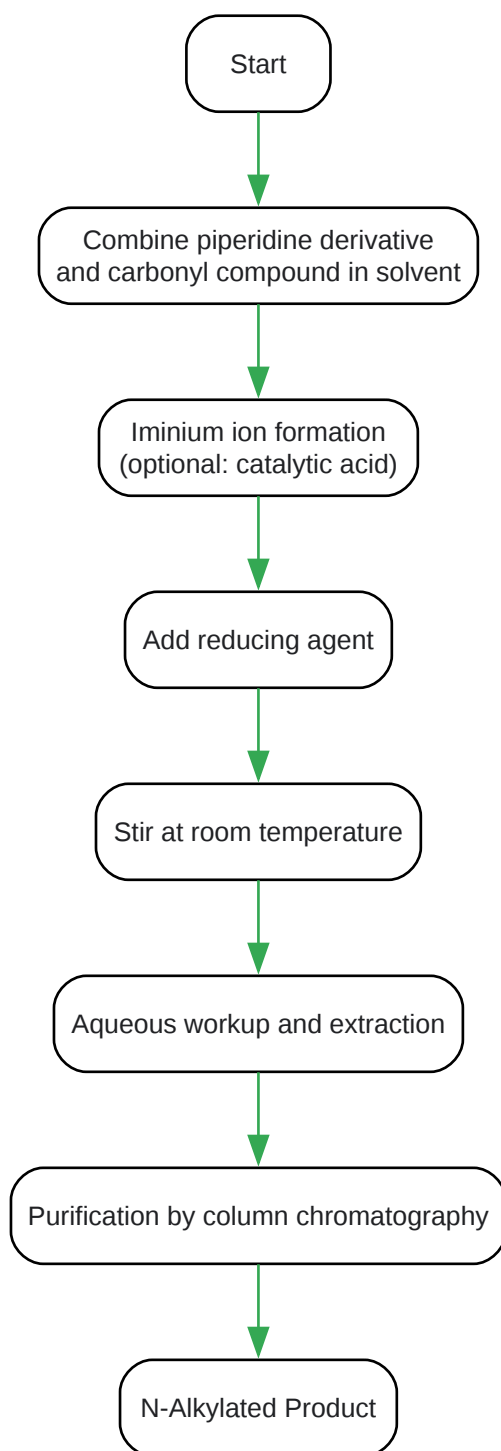 Start
Combine piperidine derivative
and carbonyl compound in solvent
Iminium ion formation
(optional: catalytic acid)
Add reducing agent
Stir at room temperature
Aqueous workup and extraction
Purification by column chromatography
N-Alkylated Product